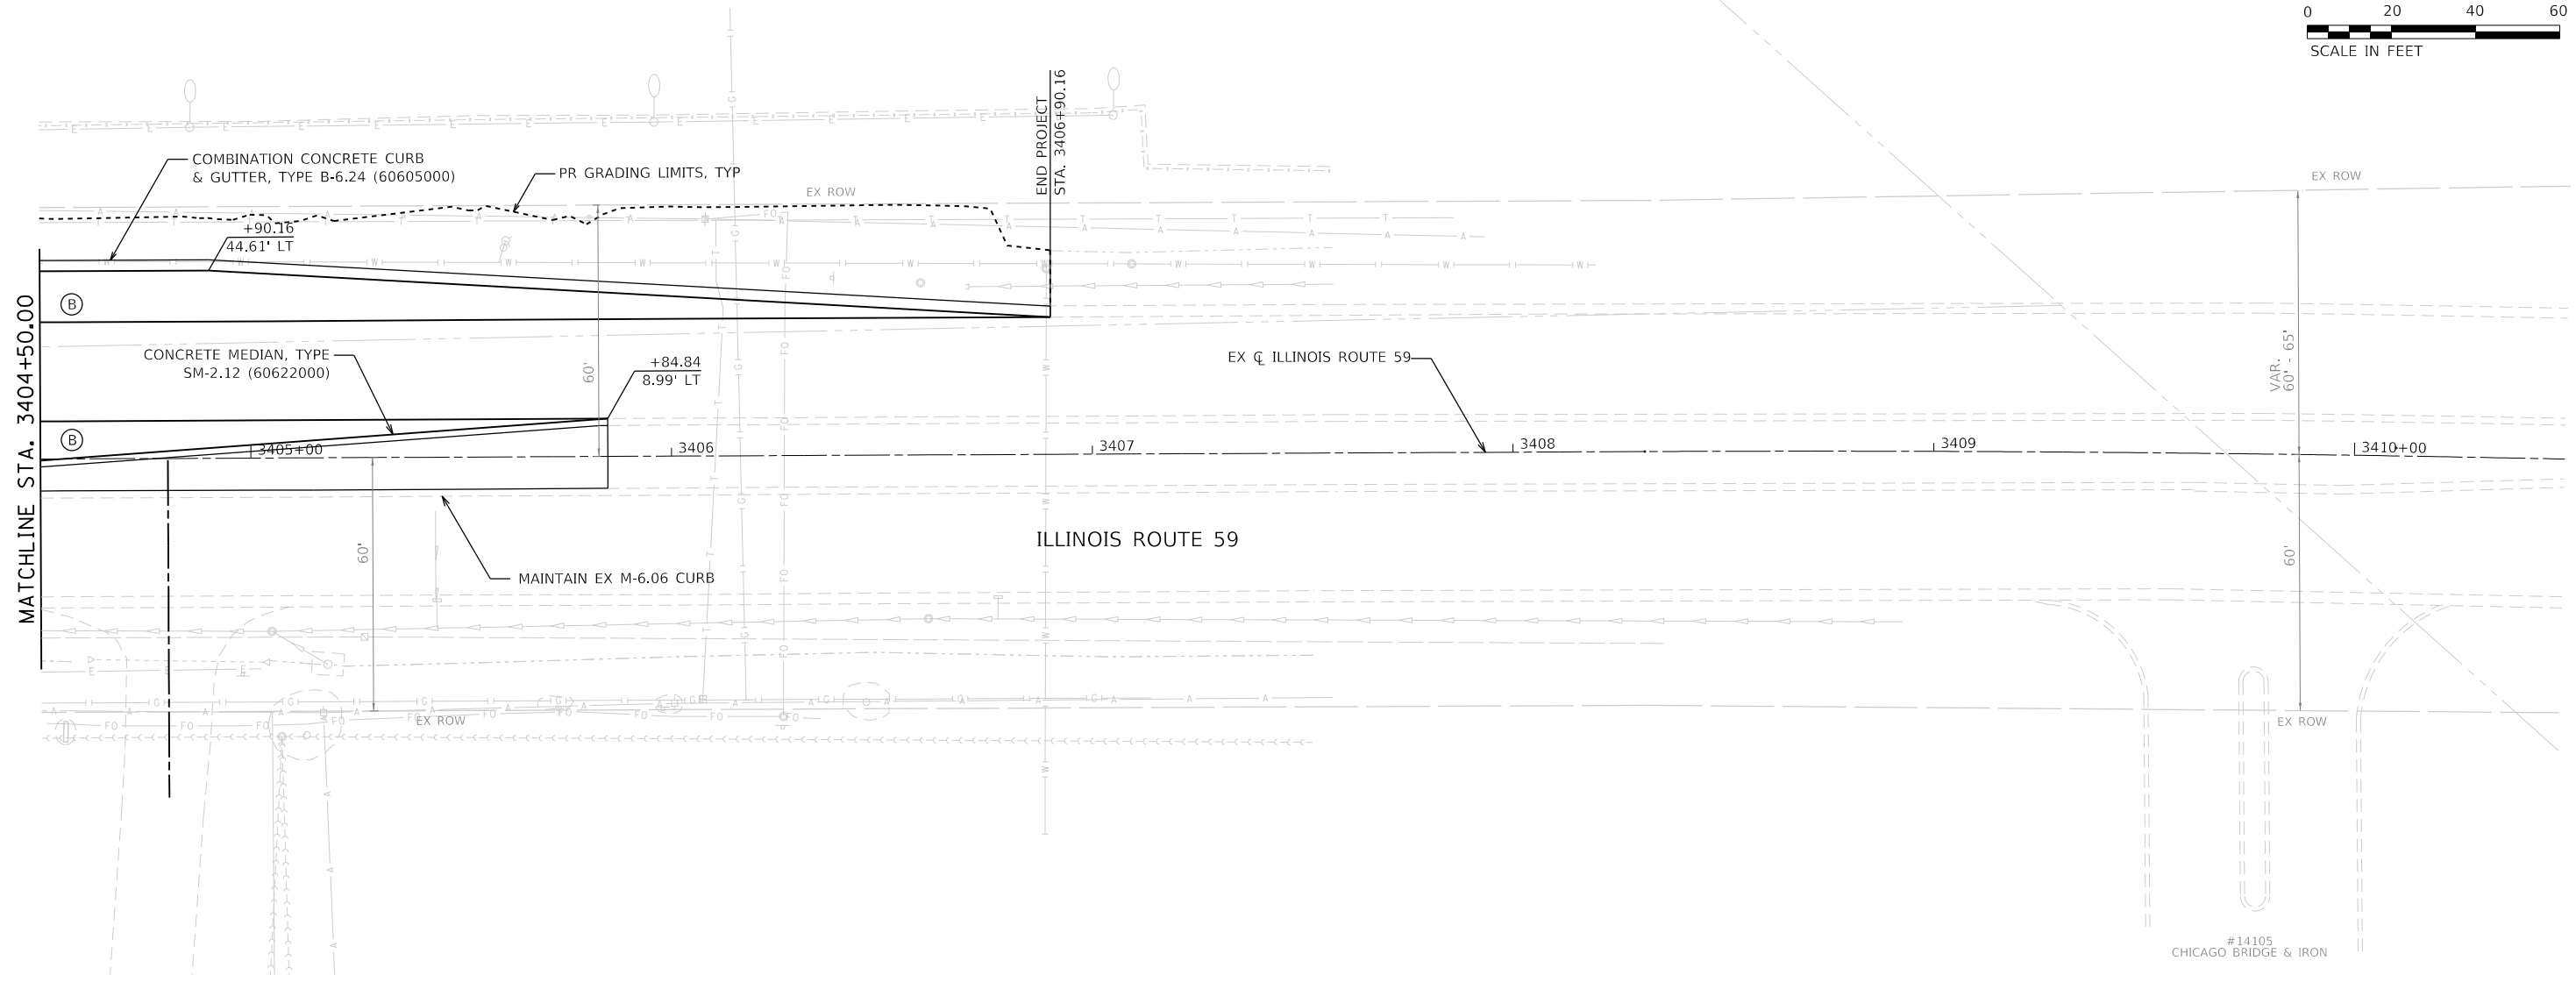 0 20 40 60
SCALE IN FEET
END PROJECT
STA. 3406+90.16
COMBINATION CONCRETE CURB
& GUTTER, TYPE B-6.24 (60605000)
PR GRADING LIMITS, TYP
EX ROW
EX ROW
+90.16
44.61' LT
MATCHLINE STA. 3404+50.00
B
CONCRETE MEDIAN, TYPE
SM-2.12 (60622000)
60'
+84.84
8.99' LT
EX ℄ ILLINOIS ROUTE 59
VAR.
60' - 65'
B
3405+00
3406
3407
3408
3409
3410+00
60'
ILLINOIS ROUTE 59
60'
MAINTAIN EX M-6.06 CURB
EX ROW
EX ROW
#14105
CHICAGO BRIDGE & IRON